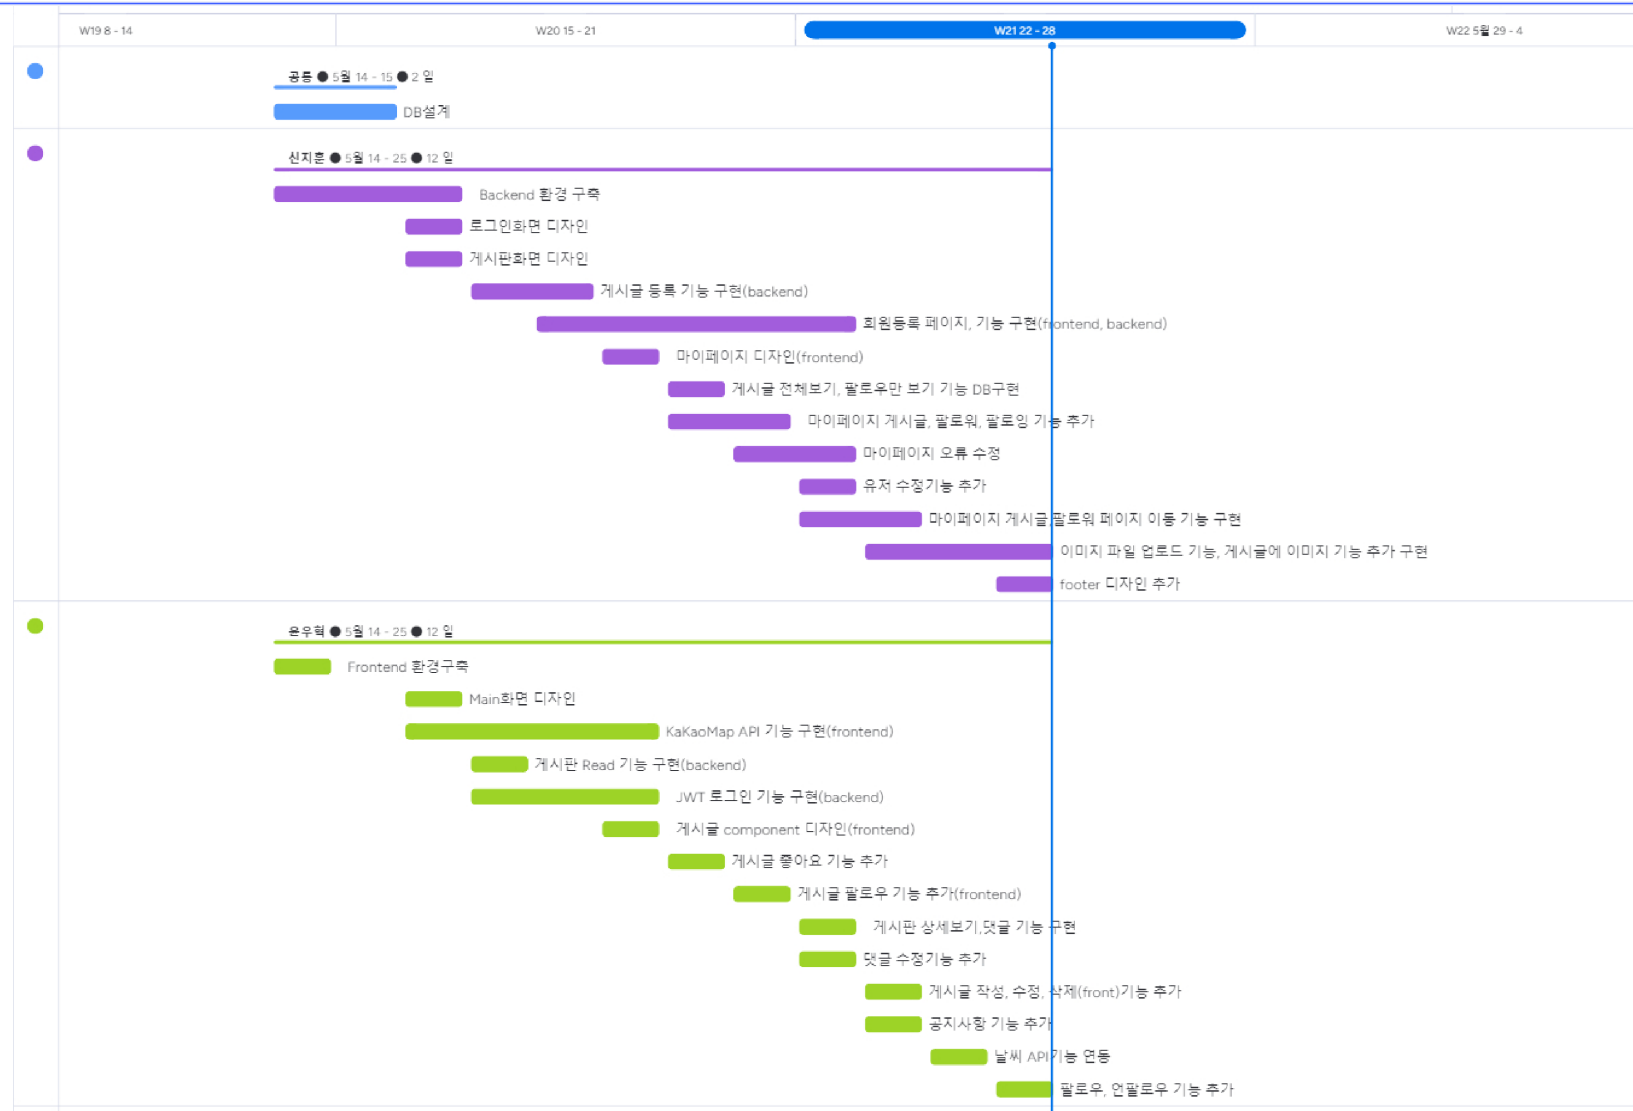 W19 8 - 14
W20 15 - 21
W21 22 - 28
W22 5월 29 - 4
공통 ● 5월 14 - 15 ● 2 일
DB설계
신지훈 ● 5월 14 - 25 ● 12 일
Backend 환경 구축
로그인화면 디자인
게시판화면 디자인
게시글 등록 기능 구현(backend)
회원등록 페이지, 기능 구현(frontend, backend)
마이페이지 디자인(frontend)
게시글 전체보기, 팔로우만 보기 기능 DB구현
마이페이지 게시글, 팔로워, 팔로잉 기능 추가
마이페이지 오류 수정
유저 수정기능 추가
마이페이지 게시글,팔로워 페이지 이동 기능 구현
이미지 파일 업로드 기능, 게시글에 이미지 기능 추가 구현
footer 디자인 추가
윤우혁 ● 5월 14 - 25 ● 12 일
Frontend 환경구축
Main화면 디자인
KaKaoMap API 기능 구현(frontend)
게시판 Read 기능 구현(backend)
JWT 로그인 기능 구현(backend)
게시글 component 디자인(frontend)
게시글 좋아요 기능 추가
게시글 팔로우 기능 추가(frontend)
게시판 상세보기,댓글 기능 구현
댓글 수정기능 추가
게시글 작성, 수정, 삭제(front)기능 추가
공지사항 기능 추가
날씨 API기능 연동
팔로우, 언팔로우 기능 추가